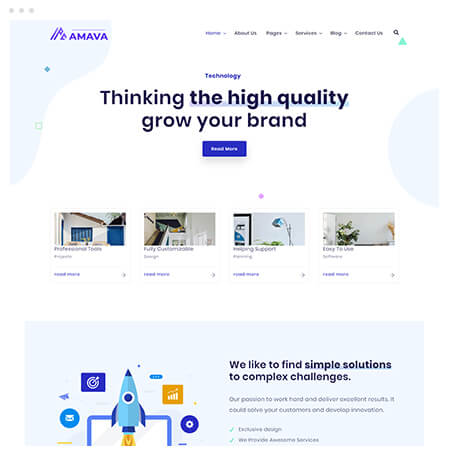 AMAVA
Home About Us Pages Services Blog Contact Us
Technology
Thinking the high quality
grow your brand
Read More
Professional Tools
Projects
read more
Fully Customizable
Design
read more
Helping Support
Planning
read more
Easy To Use
Software
read more
We like to find simple solutions
to complex challenges.
Our passion to work hard and deliver excellent results. It
could solve your customers and develop innovation.
Exclusive design
We Provide Awesome Services